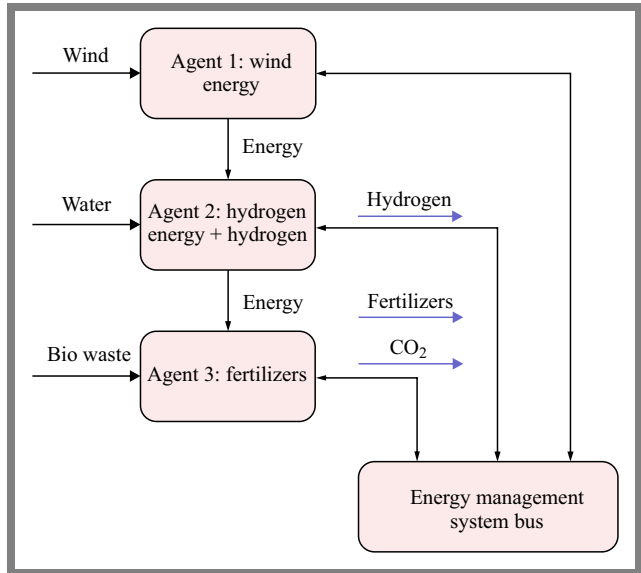 Wind
Agent 1: wind
energy
Energy
Water
Agent 2: hydrogen
energy + hydrogen
Hydrogen
Energy
Fertilizers
Bio waste
Agent 3: fertilizers
CO₂
Energy management
system bus